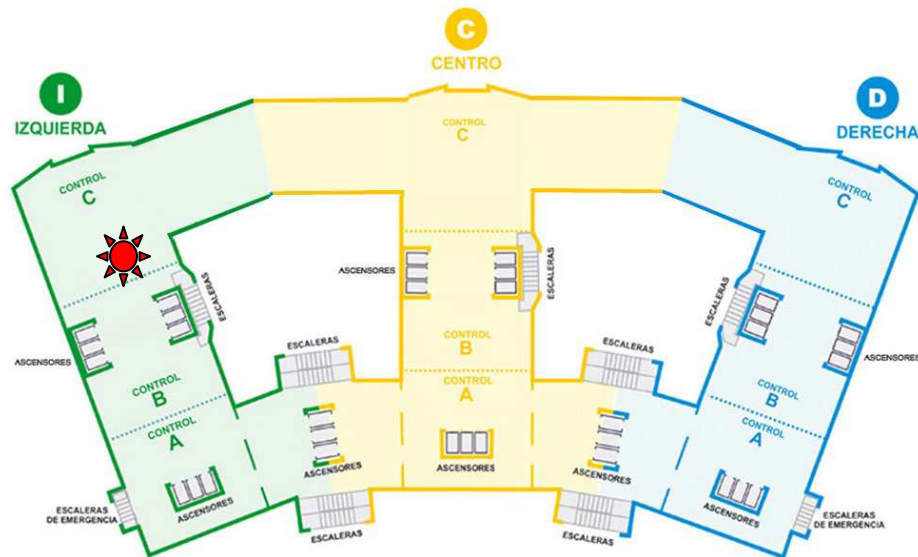 C
CENTRO
I
IZQUIERDA
D
DERECHA
CONTROL
C
CONTROL
C
CONTROL
C
ASCENSORES
ESCALERAS
ESCALERAS
ESCALERAS
ASCENSORES
ESCALERAS
ESCALERAS
ASCENSORES
CONTROL
B
CONTROL
B
CONTROL
B
CONTROL
A
CONTROL
A
CONTROL
A
ASCENSORES
ASCENSORES
ASCENSORES
ASCENSORES
ASCENSORES
ESCALERAS
DE EMERGENCIA
ESCALERAS
ESCALERAS
ESCALERAS
DE EMERGENCIA